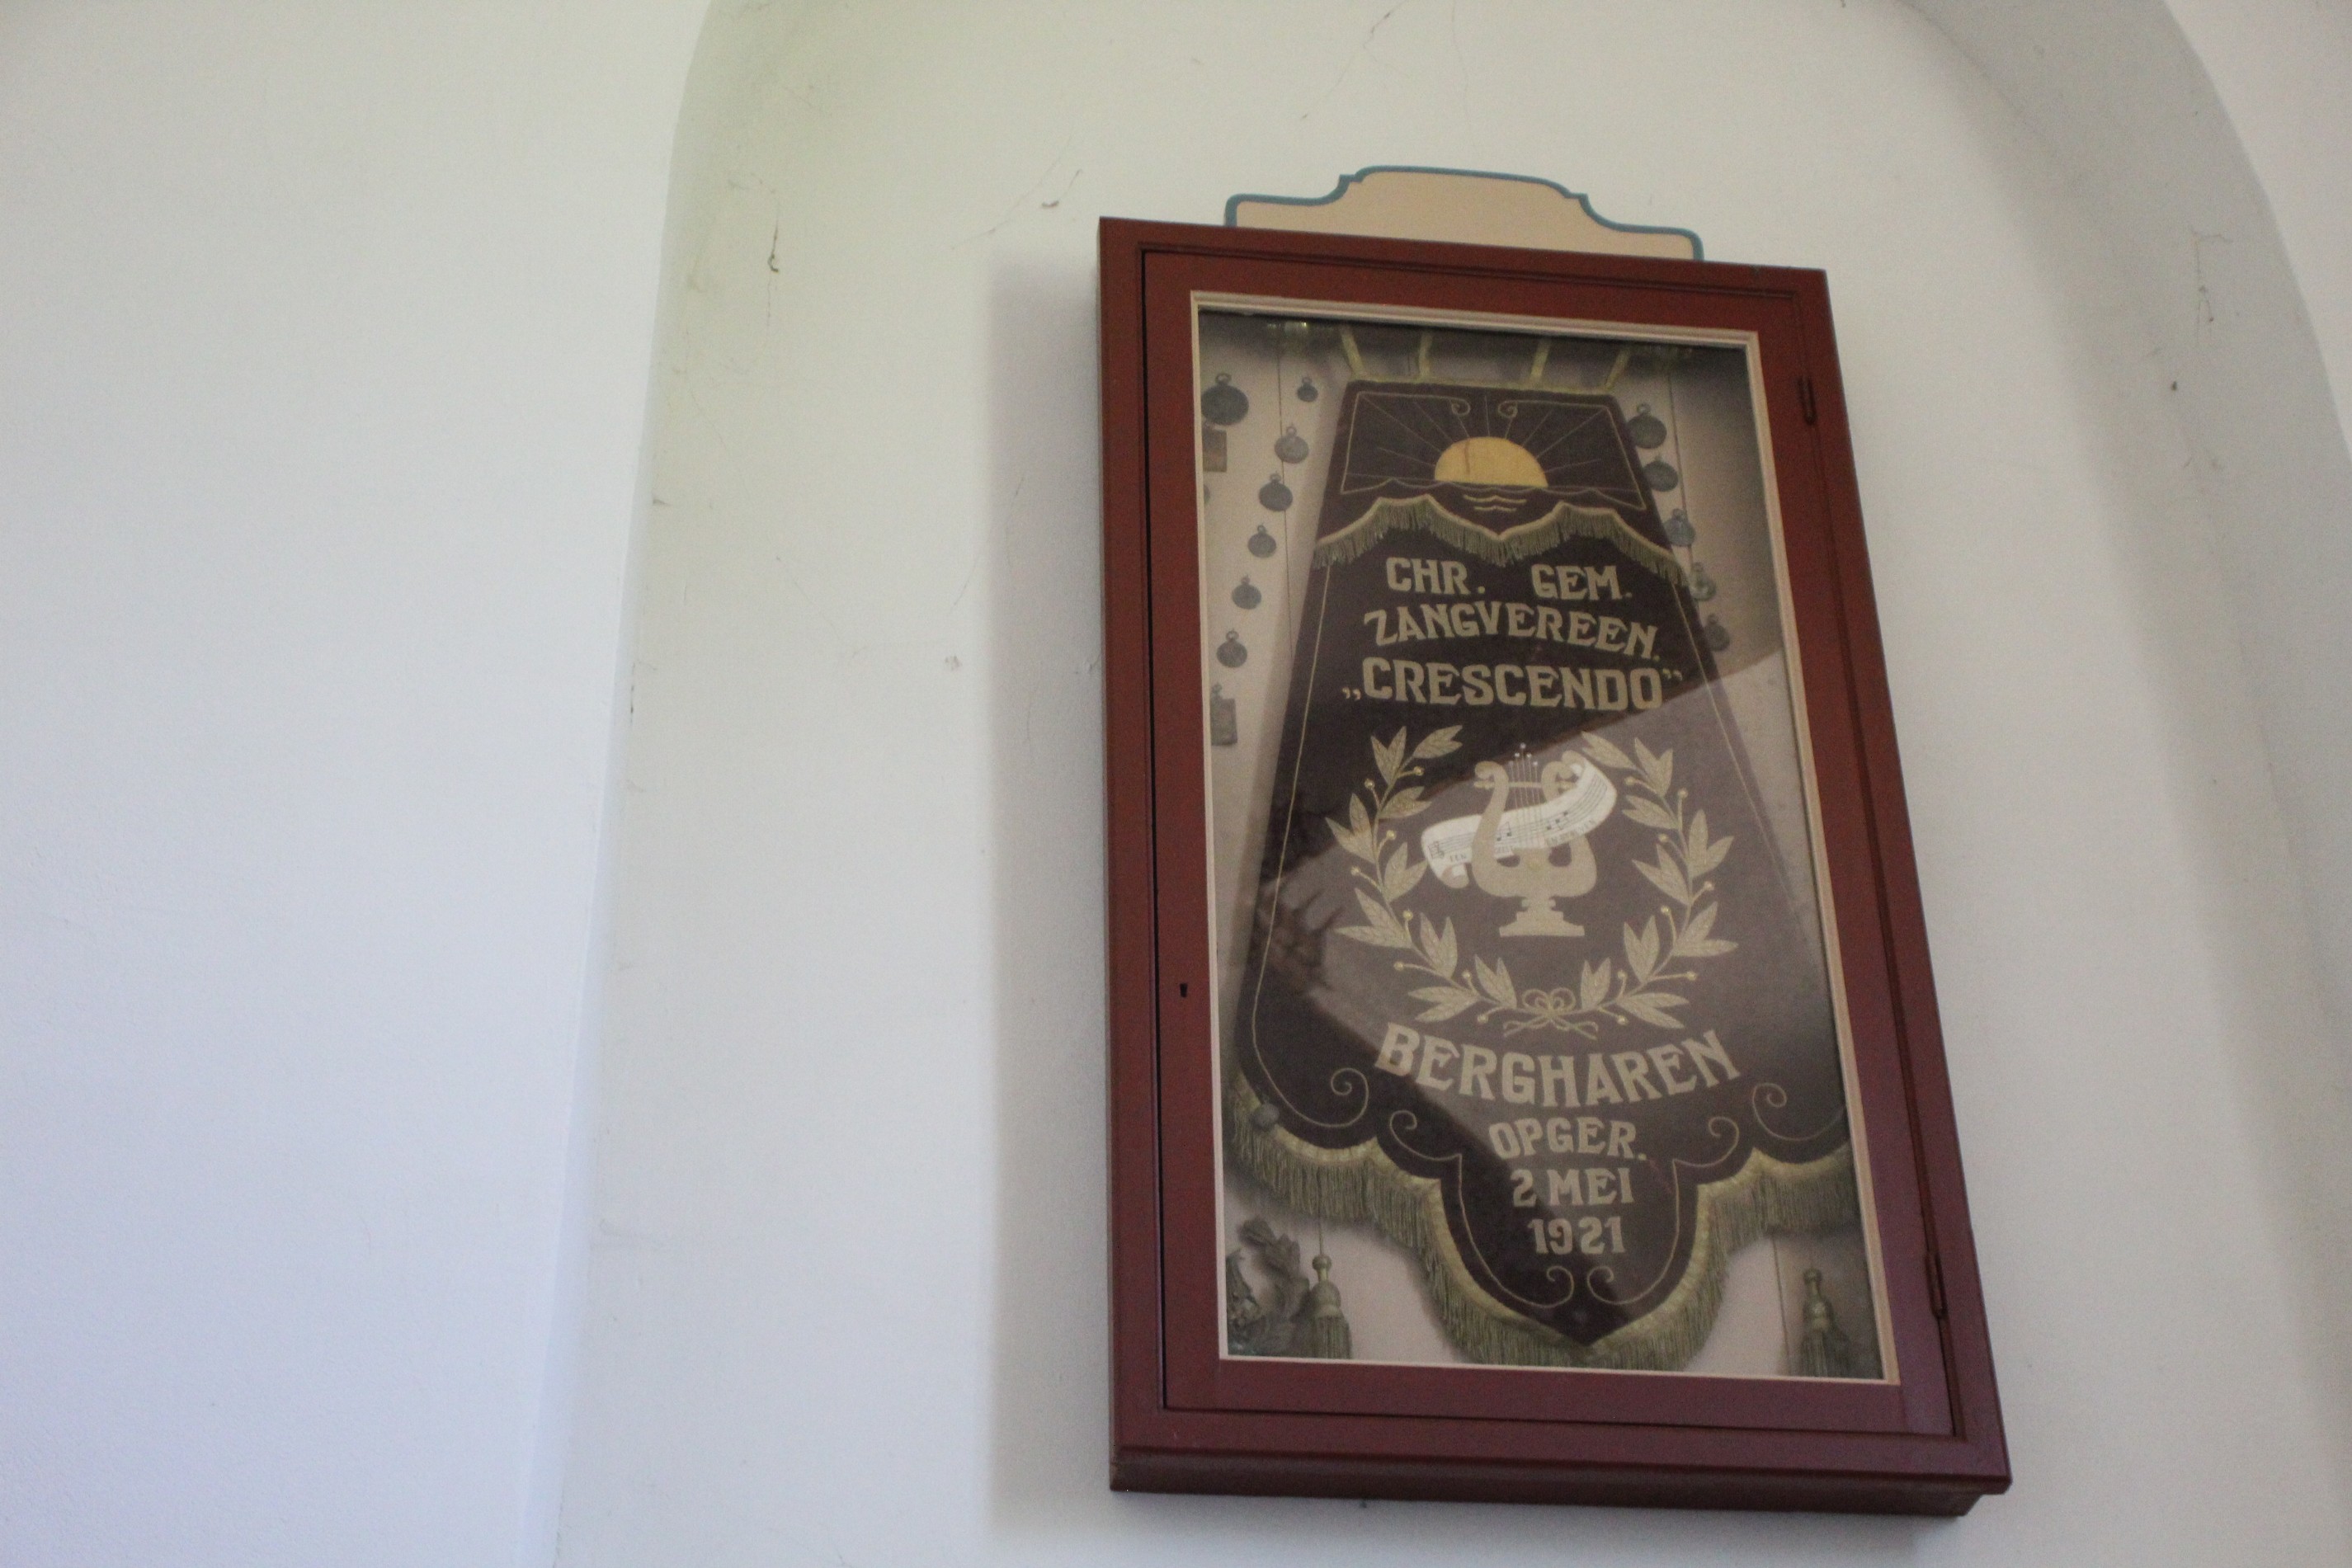 CHR. GEM.
ZANGVEREEN.
„CRESCENDO”
BERGHAREN
OPGER.
2 MEI
1921